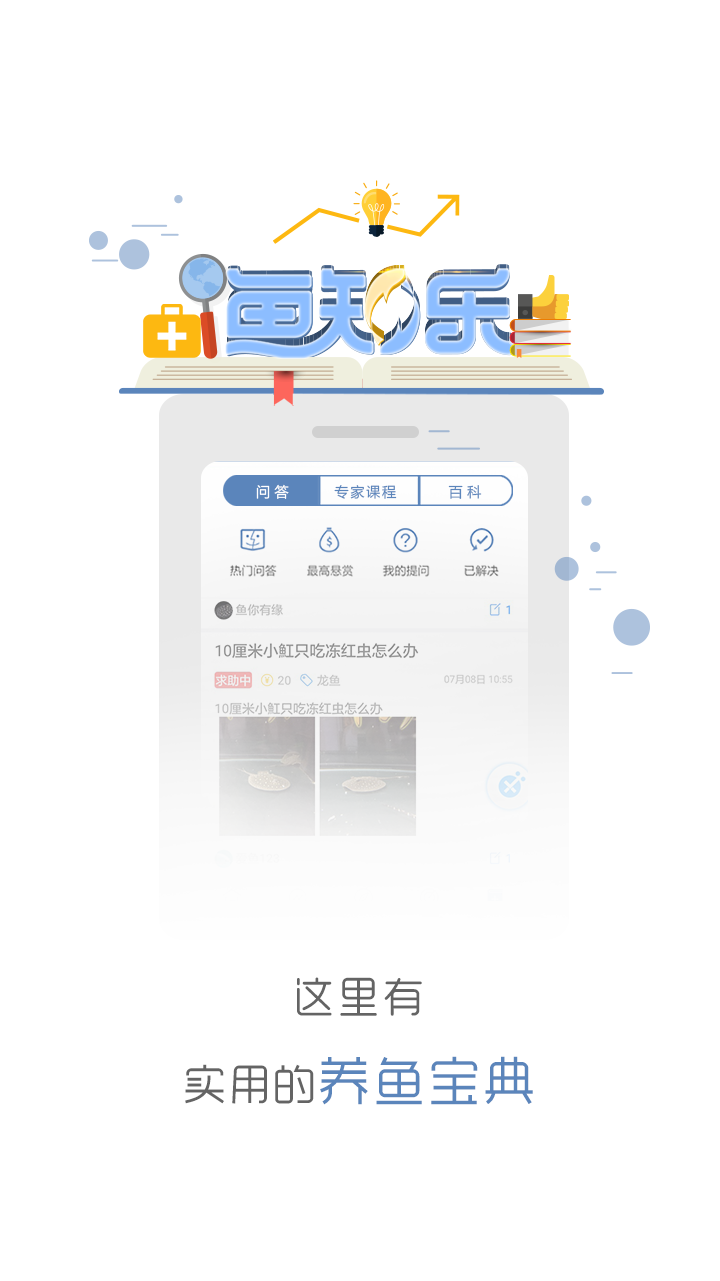 鱼知乐
问答 专家课程 百科
热门问答 最高悬赏 我的提问 已解决
鱼你有缘 1
10厘米小魟只吃冻红虫怎么办
求助中 20 龙鱼 07月08日 10:55
10厘米小魟只吃冻红虫怎么办
这里有
实用的养鱼宝典